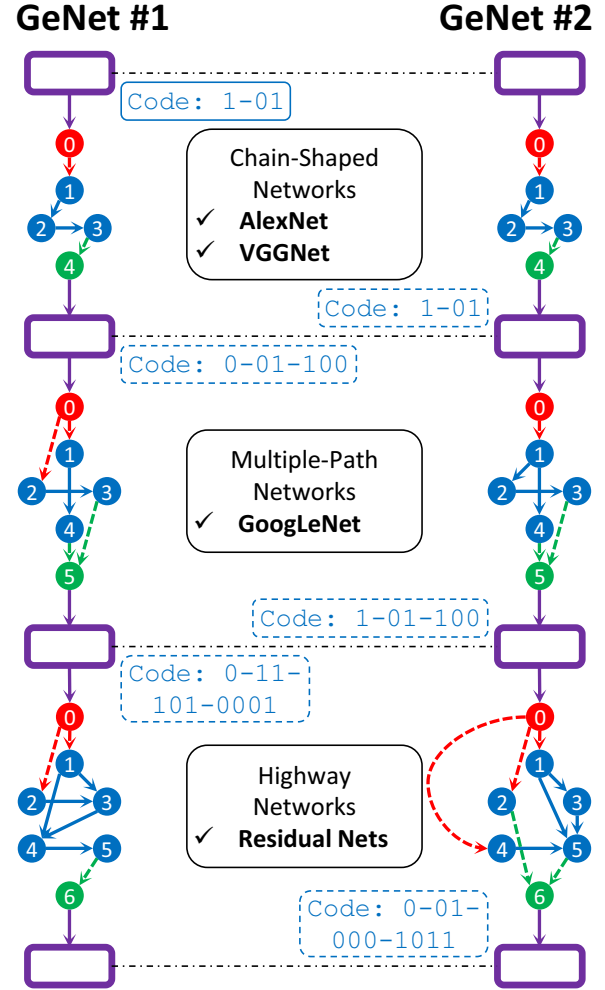 GeNet #1
GeNet #2
Code: 1-01
0
1
2
3
4
Chain-Shaped
Networks
✓ AlexNet
✓ VGGNet
0
1
2
3
4
Code: 1-01
Code: 0-01-100
0
1
2
3
4
5
Multiple-Path
Networks
✓ GoogLeNet
0
1
2
3
4
5
Code: 1-01-100
Code: 0-11-
101-0001
0
1
2
3
4
5
6
Highway
Networks
✓ Residual Nets
0
1
2
3
4
5
6
Code: 0-01-
000-1011